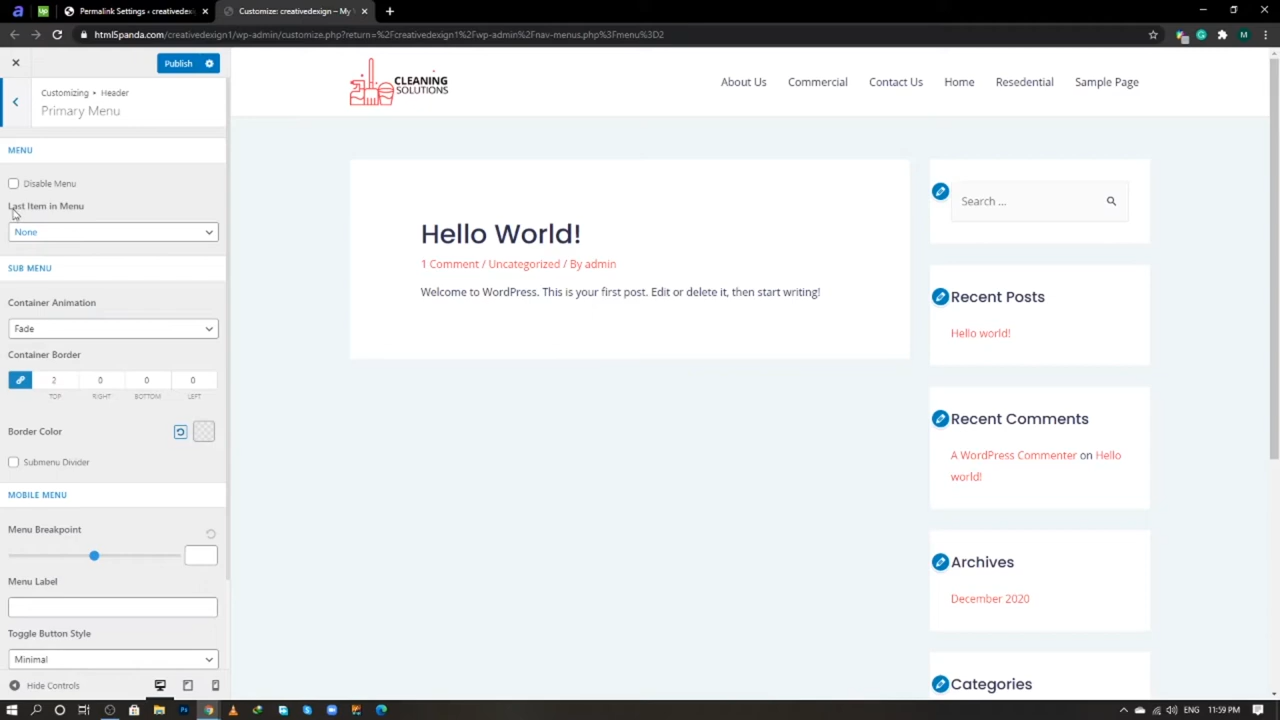 Permalink Settings ‹ creativedex
Customize: creativedexign – My
html5panda.com/creativedexign1/wp-admin/customize.php?return=%2Fcreativedexign1%2Fwp-admin%2Fnav-menus.php%3Fmenu%3D2
Publish
Customizing ▸ Header
Primary Menu
MENU
Disable Menu
Last Item in Menu
None
SUB MENU
Container Animation
Fade
Container Border
2 0 0 0
TOP RIGHT BOTTOM LEFT
Border Color
Submenu Divider
MOBILE MENU
Menu Breakpoint
Menu Label
Toggle Button Style
Minimal
Hide Controls
CLEANING
SOLUTIONS
About Us Commercial Contact Us Home Resedential Sample Page
Hello World!
1 Comment / Uncategorized / By admin
Welcome to WordPress. This is your first post. Edit or delete it, then start writing!
Search ...
Recent Posts
Hello world!
Recent Comments
A WordPress Commenter on Hello
world!
Archives
December 2020
Categories
ENG 11:59 PM